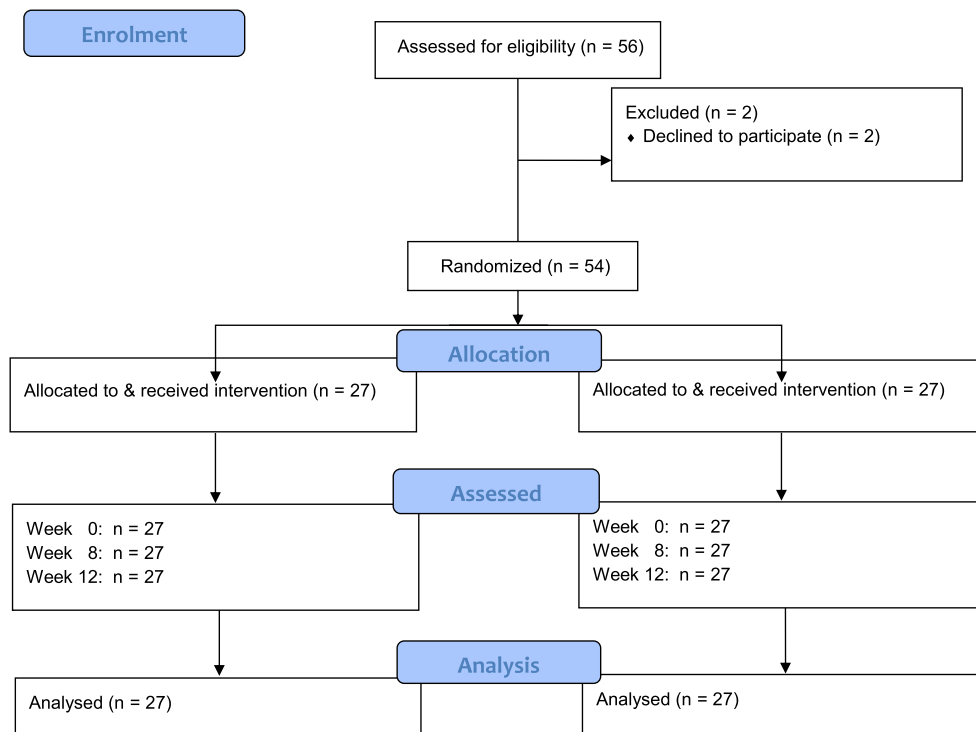 Enrolment
Assessed for eligibility (n = 56)
Excluded (n = 2)
♦ Declined to participate (n = 2)
Randomized (n = 54)
Allocation
Allocated to & received intervention (n = 27)
Allocated to & received intervention (n = 27)
Assessed
Week 0: n = 27
Week 8: n = 27
Week 12: n = 27
Week 0: n = 27
Week 8: n = 27
Week 12: n = 27
Analysis
Analysed (n = 27)
Analysed (n = 27)